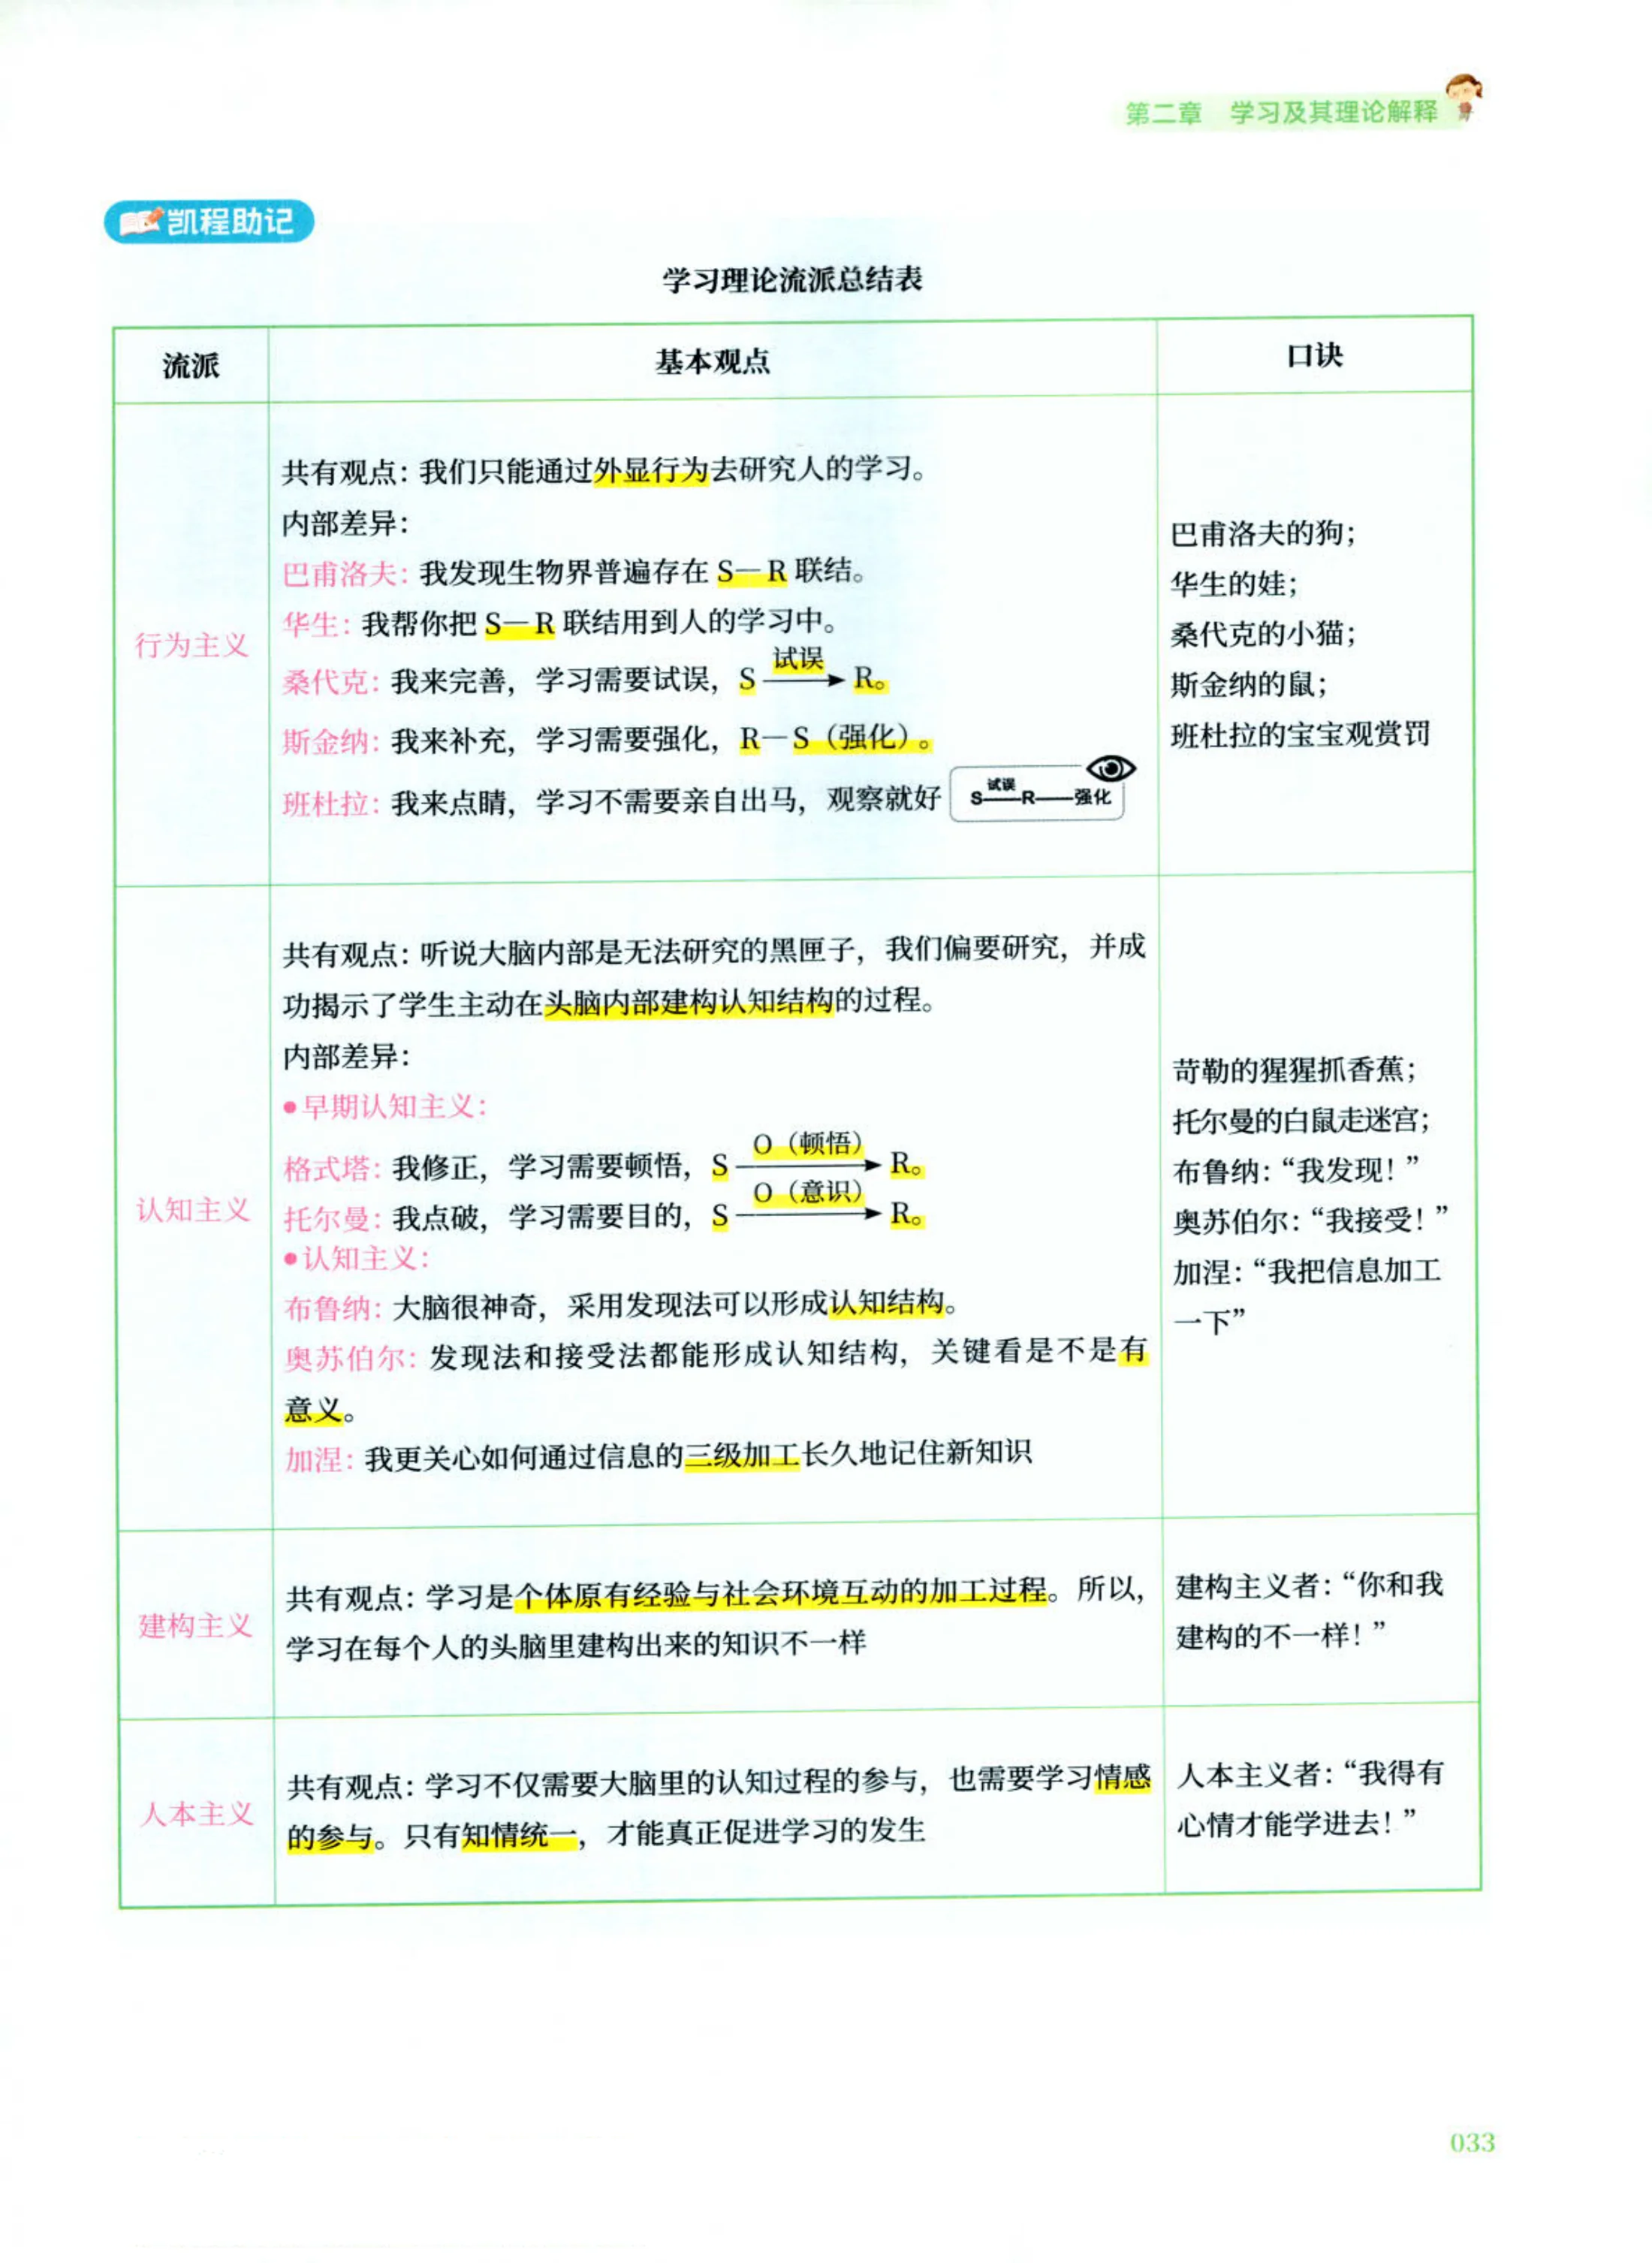 第二章 学习及其理论解释
凯程助记
学习理论流派总结表
流派
基本观点
口诀
行为主义
共有观点：我们只能通过外显行为去研究人的学习。
内部差异：
巴甫洛夫：我发现生物界普遍存在 S—R 联结。
华生：我帮你把 S—R 联结用到人的学习中。
桑代克：我来完善，学习需要试误，S 试误 → R。
斯金纳：我来补充，学习需要强化，R—S（强化）。
班杜拉：我来点睛，学习不需要亲自出马，观察就好 S—试误—R——强化
巴甫洛夫的狗；
华生的娃；
桑代克的小猫；
斯金纳的鼠；
班杜拉的宝宝观赏罚
认知主义
共有观点：听说大脑内部是无法研究的黑匣子，我们偏要研究，并成
功揭示了学生主动在头脑内部建构认知结构的过程。
内部差异：
●早期认知主义：
格式塔：我修正，学习需要顿悟，S O（顿悟） → R。
托尔曼：我点破，学习需要目的，S O（意识） → R。
●认知主义：
布鲁纳：大脑很神奇，采用发现法可以形成认知结构。
奥苏伯尔：发现法和接受法都能形成认知结构，关键看是不是有
意义。
加涅：我更关心如何通过信息的三级加工长久地记住新知识
苛勒的猩猩抓香蕉；
托尔曼的白鼠走迷宫；
布鲁纳：“我发现！”
奥苏伯尔：“我接受！”
加涅：“我把信息加工
一下”
建构主义
共有观点：学习是个体原有经验与社会环境互动的加工过程。所以，
学习在每个人的头脑里建构出来的知识不一样
建构主义者：“你和我
建构的不一样！”
人本主义
共有观点：学习不仅需要大脑里的认知过程的参与，也需要学习情感
的参与。只有知情统一，才能真正促进学习的发生
人本主义者：“我得有
心情才能学进去！”
033